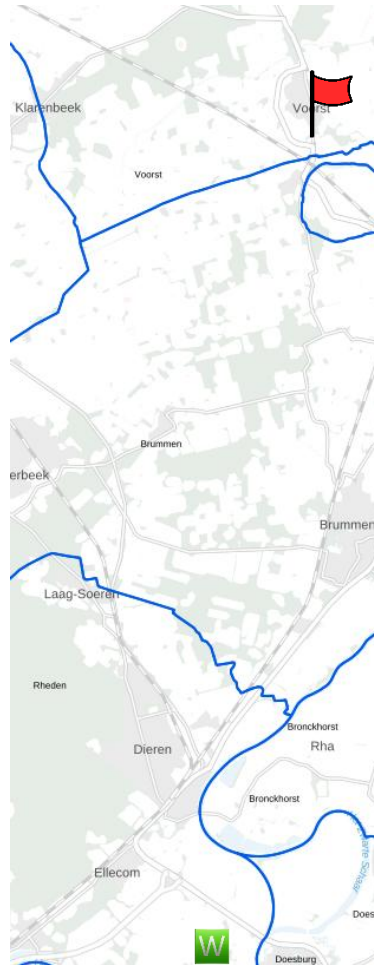 Klarenbeek
Voorst
Voorst
Brummen
erbeek
Brummen
Laag-Soeren
Rheden
Bronckhorst
Rha
Dieren
Bronckhorst
Ellecom
Does
W
Doesburg